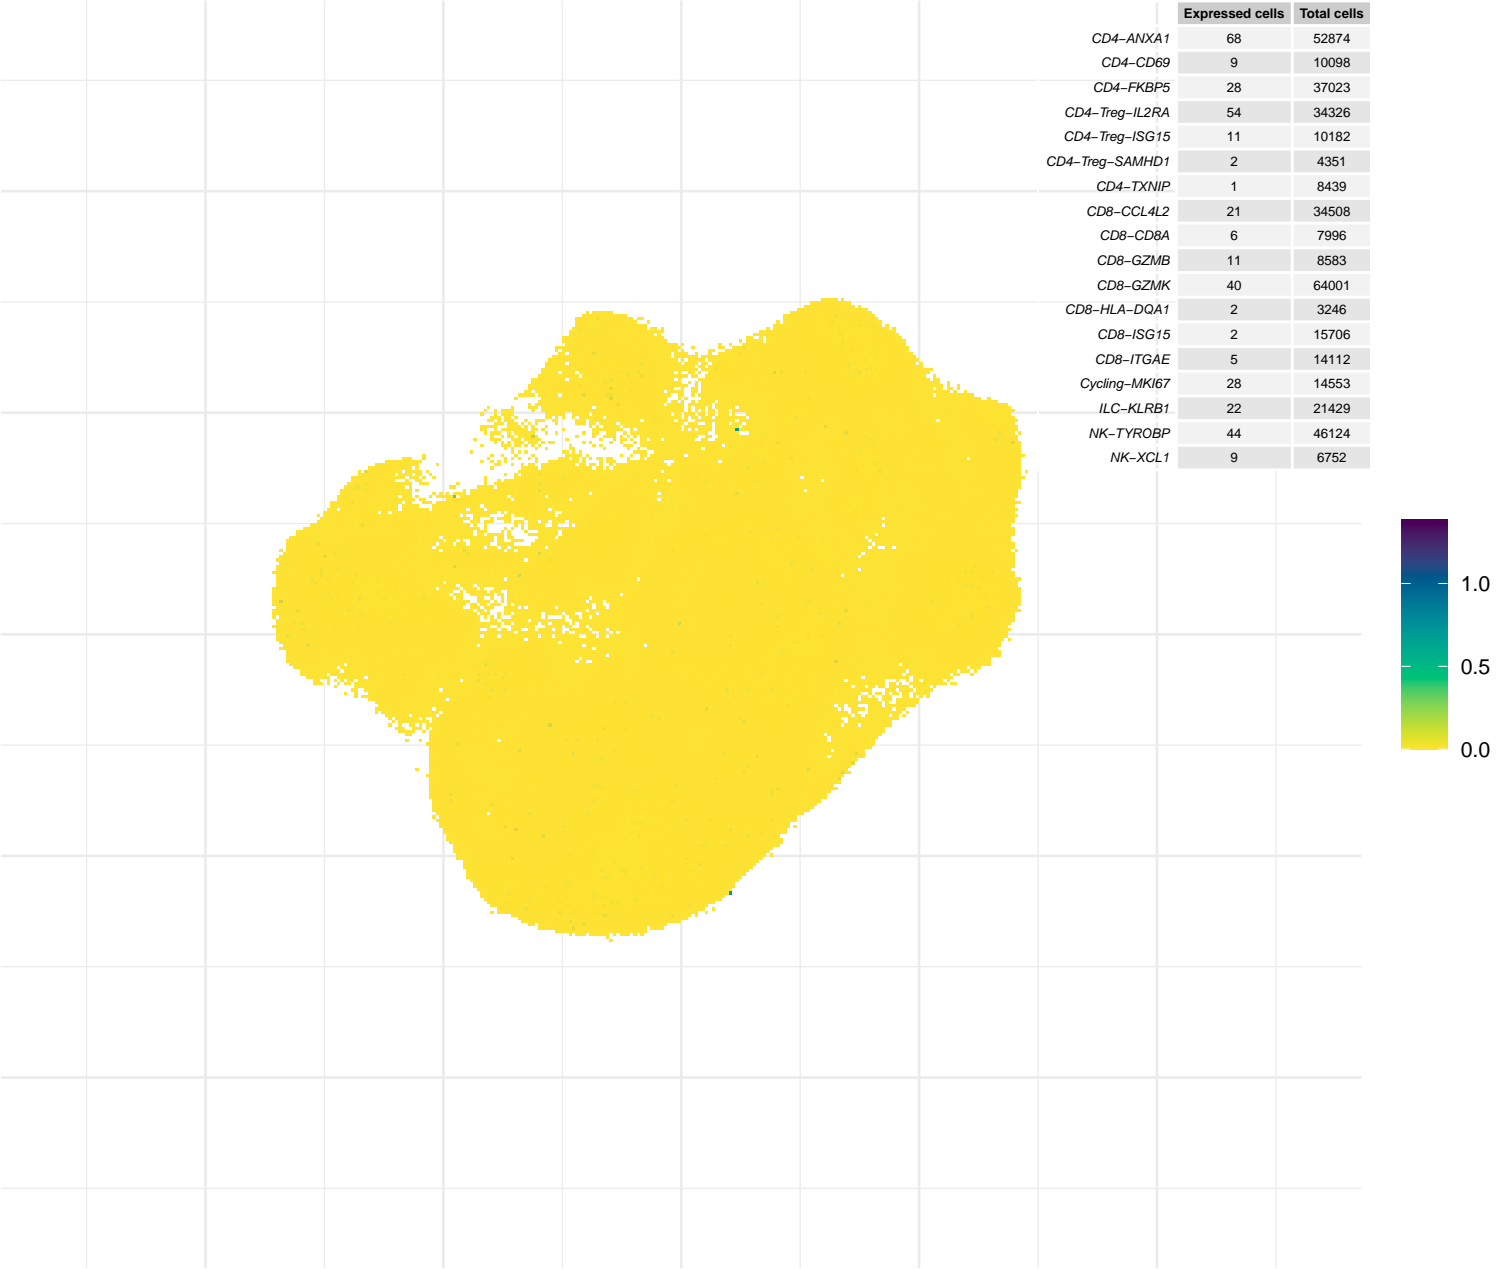 Expressed cells Total cells
CD4−ANXA1 68 52874
CD4−CD69 9 10098
CD4−FKBP5 28 37023
CD4−Treg−IL2RA 54 34326
CD4−Treg−ISG15 11 10182
CD4−Treg−SAMHD1 2 4351
CD4−TXNIP 1 8439
CD8−CCL4L2 21 34508
CD8−CD8A 6 7996
CD8−GZMB 11 8583
CD8−GZMK 40 64001
CD8−HLA−DQA1 2 3246
CD8−ISG15 2 15706
CD8−ITGAE 5 14112
Cycling−MKI67 28 14553
ILC−KLRB1 22 21429
NK−TYROBP 44 46124
NK−XCL1 9 6752
1.0
0.5
0.0